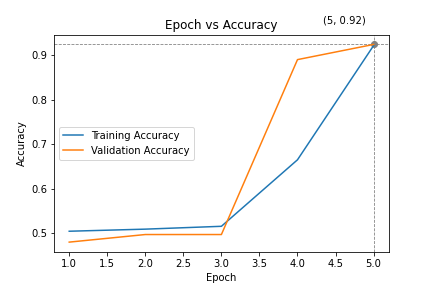 (5, 0.92)
Epoch vs Accuracy
Accuracy
0.9
0.8
0.7
0.6
0.5
Training Accuracy
Validation Accuracy
1.0 1.5 2.0 2.5 3.0 3.5 4.0 4.5 5.0
Epoch